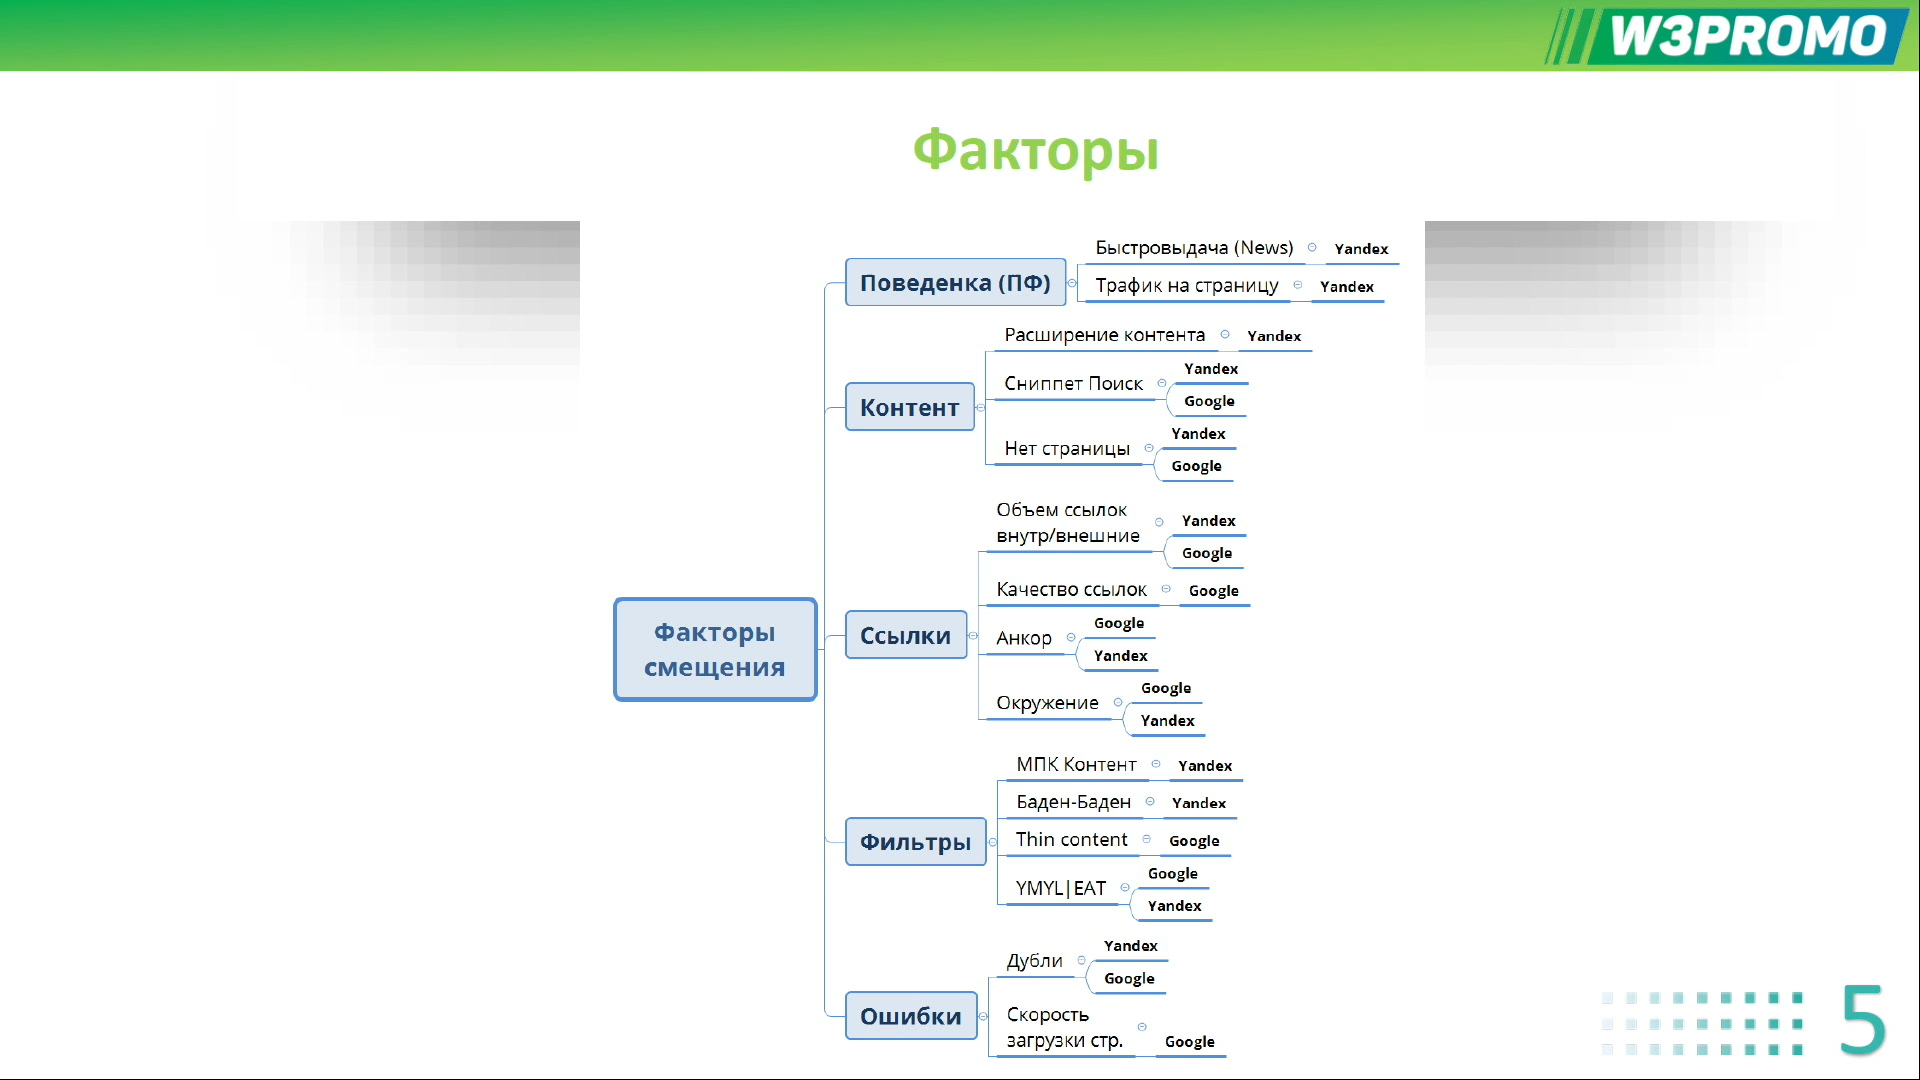 W3PROMO
Факторы
Факторы
смещения
Поведенка (ПФ)
Быстровыдача (News)
Yandex
Трафик на страницу
Yandex
Контент
Расширение контента
Yandex
Сниппет Поиск
Yandex
Google
Нет страницы
Yandex
Google
Ссылки
Объем ссылок
внутр/внешние
Yandex
Google
Качество ссылок
Google
Анкор
Google
Yandex
Окружение
Google
Yandex
Фильтры
МПК Контент
Yandex
Баден-Баден
Yandex
Thin content
Google
YMYL|EAT
Google
Yandex
Ошибки
Дубли
Yandex
Google
Скорость
загрузки стр.
Google
5